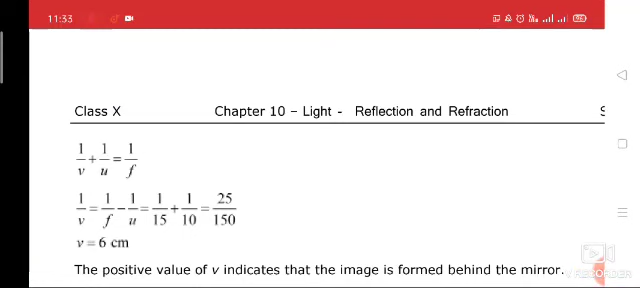 11:33
Class X Chapter 10 – Light - Reflection and Refraction S
1/v + 1/u = 1/f
1/v = 1/f − 1/u = 1/15 + 1/10 = 25/150
v = 6 cm
The positive value of v indicates that the image is formed behind the mirror.
V RECORDER